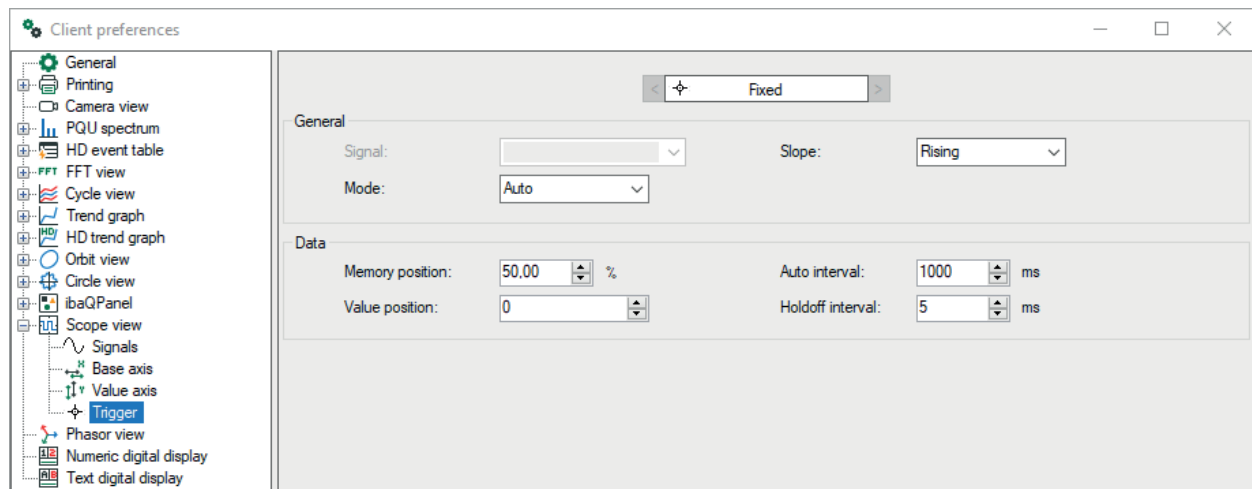 Client preferences
General
Printing
Camera view
PQU spectrum
HD event table
FFT FFT view
Cycle view
Trend graph
HD HD trend graph
Orbit view
Circle view
ibaQPanel
Scope view
Signals
X Base axis
Y Value axis
Trigger
Phasor view
12 Numeric digital display
AB Text digital display
< Fixed >
General
Signal:
Slope: Rising
Mode: Auto
Data
Memory position: 50,00 %
Auto interval: 1000 ms
Value position: 0
Holdoff interval: 5 ms